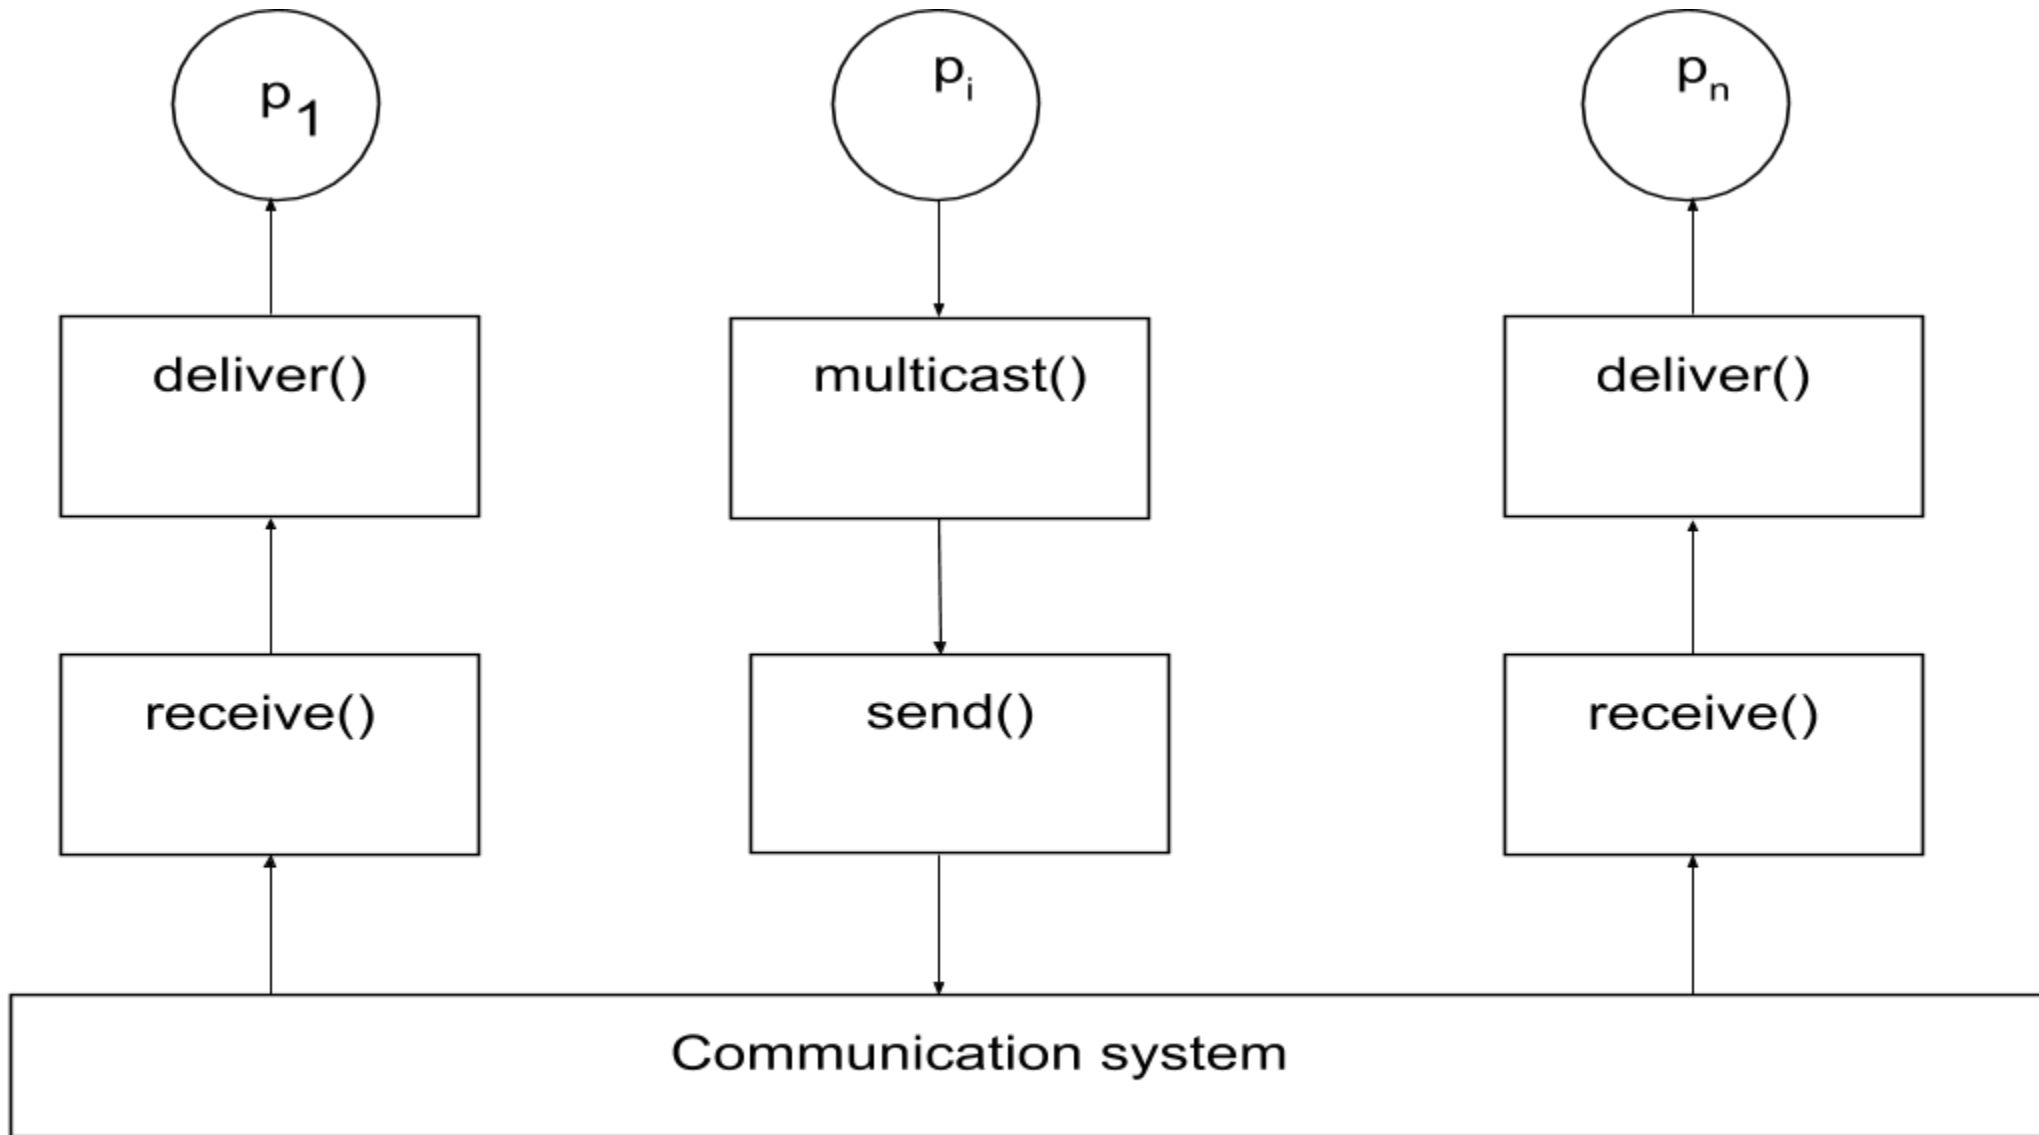 p1
pi
pn
deliver()
multicast()
deliver()
receive()
send()
receive()
Communication system